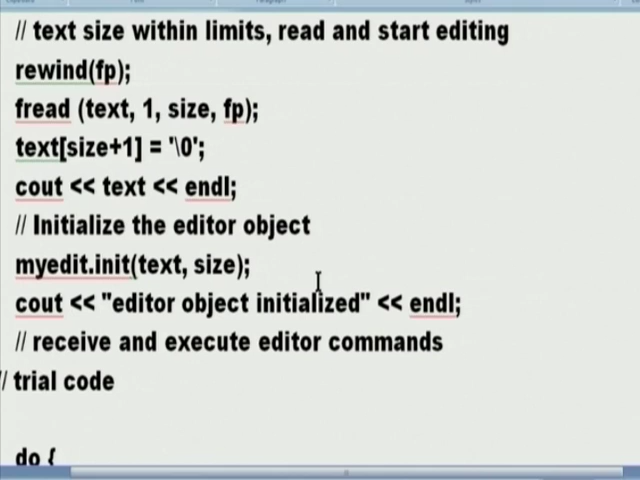 // text size within limits, read and start editing
rewind(fp);
fread (text, 1, size, fp);
text[size+1] = '\0';
cout << text << endl;
// Initialize the editor object
myedit.init(text, size);
cout << "editor object initialized" << endl;
// receive and execute editor commands
// trial code
do {